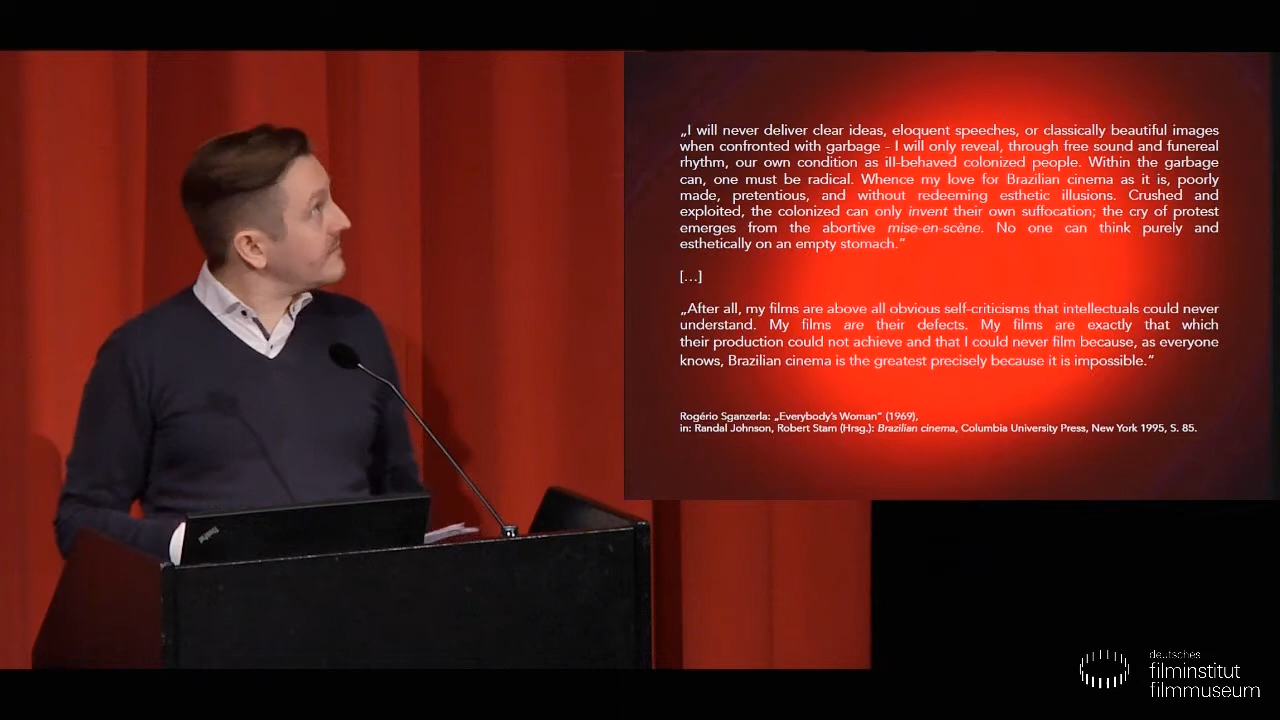 „I will never deliver clear ideas, eloquent speeches, or classically beautiful images
when confronted with garbage - I will only reveal, through free sound and funereal
rhythm, our own condition as ill-behaved colonized people. Within the garbage
can, one must be radical. Whence my love for Brazilian cinema as it is, poorly
made, pretentious, and without redeeming esthetic illusions. Crushed and
exploited, the colonized can only invent their own suffocation; the cry of protest
emerges from the abortive mise-en-scène. No one can think purely and
esthetically on an empty stomach.“
[...]
„After all, my films are above all obvious self-criticisms that intellectuals could never
understand. My films are their defects. My films are exactly that which
their production could not achieve and that I could never film because, as everyone
knows, Brazilian cinema is the greatest precisely because it is impossible.“
Rogério Sganzerla: „Everybody's Woman“ (1969),
in: Randal Johnson, Robert Stam (Hrsg.): Brazilian cinema, Columbia University Press, New York 1995, S. 85.
ThinkPad
deutsches
filminstitut
filmmuseum